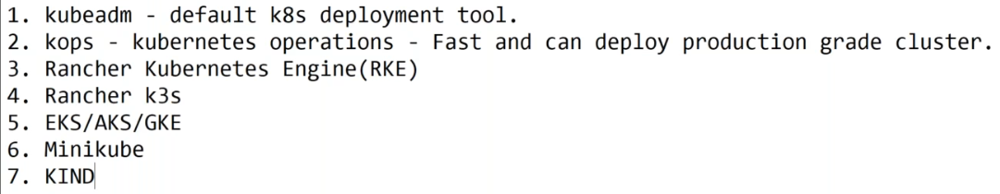 1. kubeadm - default k8s deployment tool.
2. kops - kubernetes operations - Fast and can deploy production grade cluster.
3. Rancher Kubernetes Engine(RKE)
4. Rancher k3s
5. EKS/AKS/GKE
6. Minikube
7. KIND